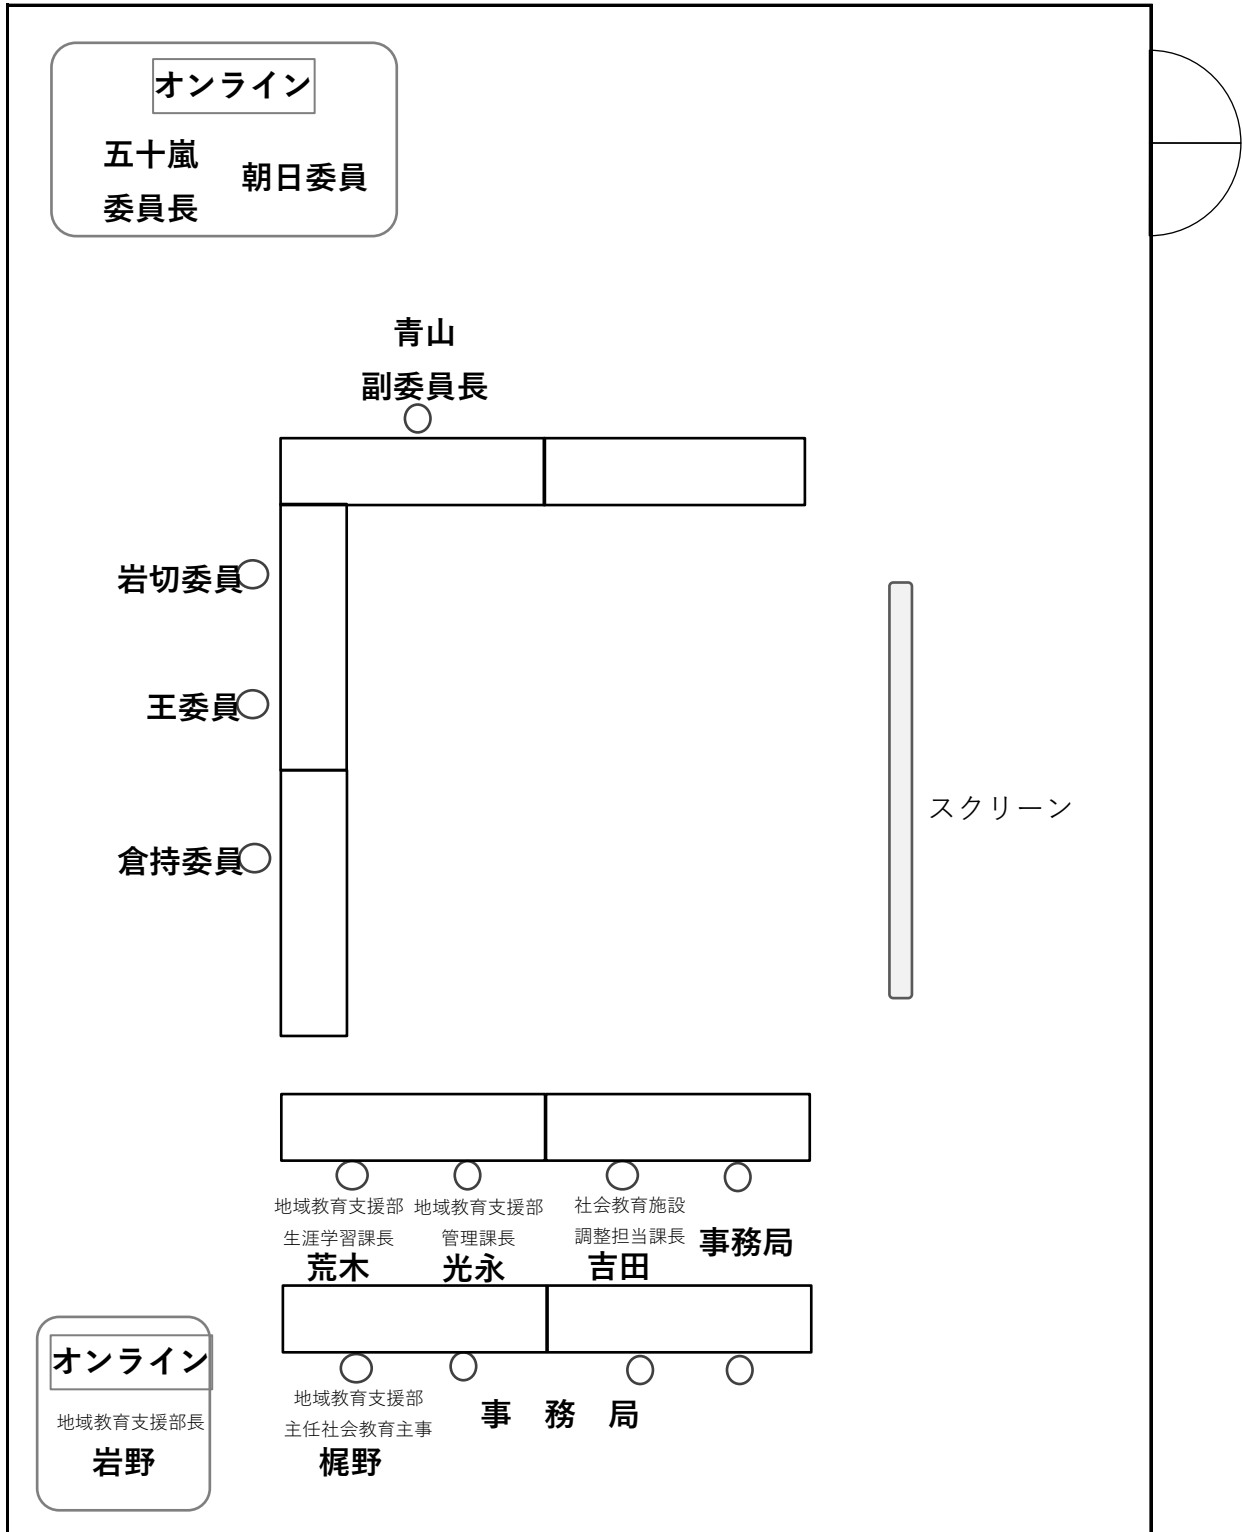 オンライン
五十嵐
委員長
朝日委員
青山
副委員長
岩切委員
王委員
倉持委員
スクリーン
地域教育支援部
生涯学習課長
荒木
地域教育支援部
管理課長
光永
社会教育施設
調整担当課長
吉田
事務局
オンライン
地域教育支援部長
岩野
地域教育支援部
主任社会教育主事
梶野
事　務　局